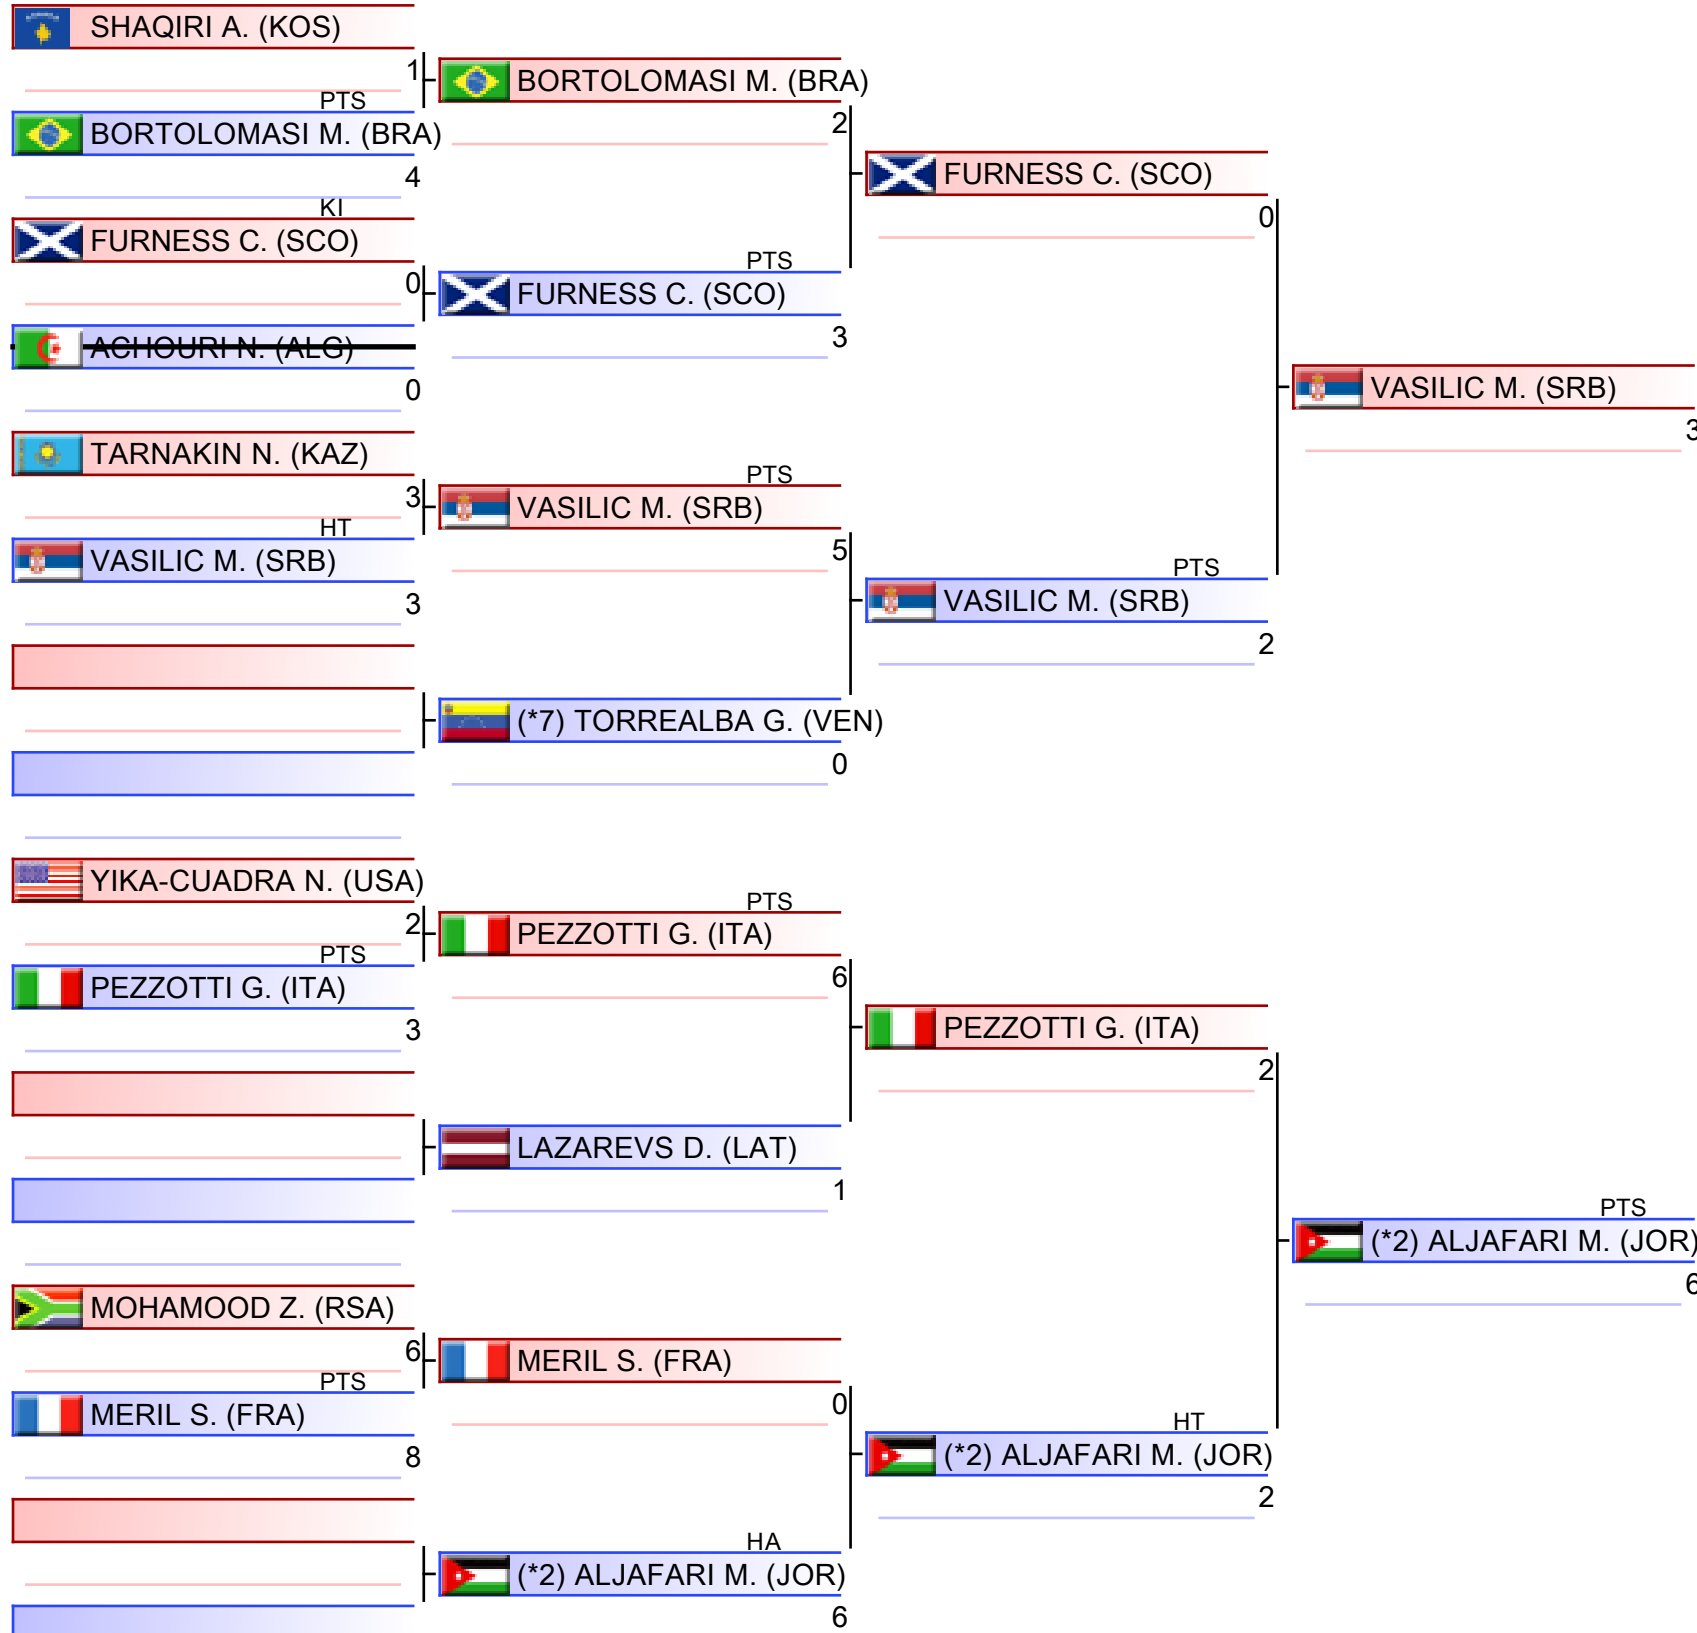 SHAQIRI A. (KOS)
1
PTS
BORTOLOMASI M. (BRA)
4
KI
FURNESS C. (SCO)
0
ACHOURI N. (ALG)
0
TARNAKIN N. (KAZ)
3
HT
VASILIC M. (SRB)
3
YIKA-CUADRA N. (USA)
2
PTS
PEZZOTTI G. (ITA)
3
MOHAMOOD Z. (RSA)
6
PTS
MERIL S. (FRA)
8
BORTOLOMASI M. (BRA)
2
PTS
FURNESS C. (SCO)
3
PTS
VASILIC M. (SRB)
5
(*7) TORREALBA G. (VEN)
0
PTS
PEZZOTTI G. (ITA)
6
LAZAREVS D. (LAT)
1
MERIL S. (FRA)
0
HA
(*2) ALJAFARI M. (JOR)
6
FURNESS C. (SCO)
0
PTS
VASILIC M. (SRB)
2
PEZZOTTI G. (ITA)
2
HT
(*2) ALJAFARI M. (JOR)
2
VASILIC M. (SRB)
3
PTS
(*2) ALJAFARI M. (JOR)
6